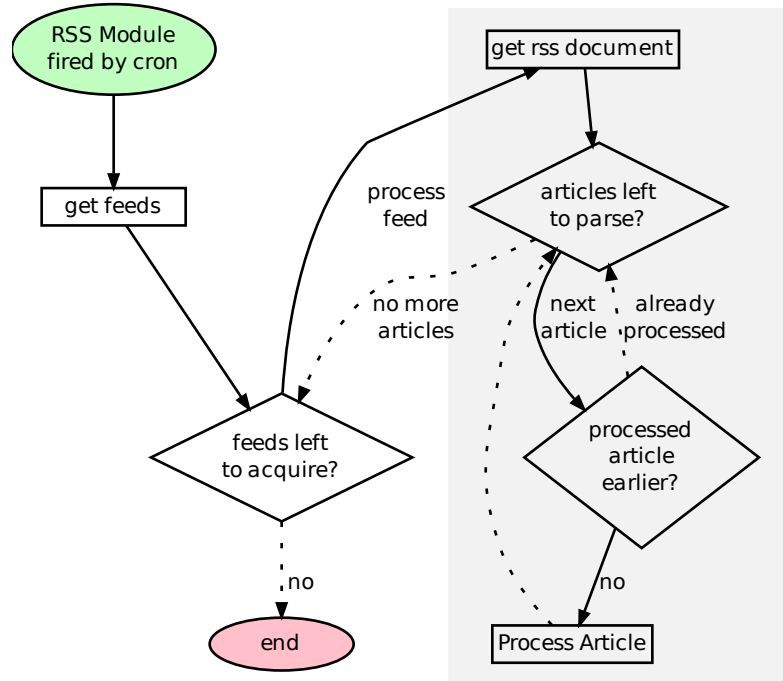 RSS Module
fired by cron
get rss document
get feeds
process
feed
articles left
to parse?
no more
articles
next
article
already
processed
feeds left
to acquire?
processed
article
earlier?
no
no
end
Process Article